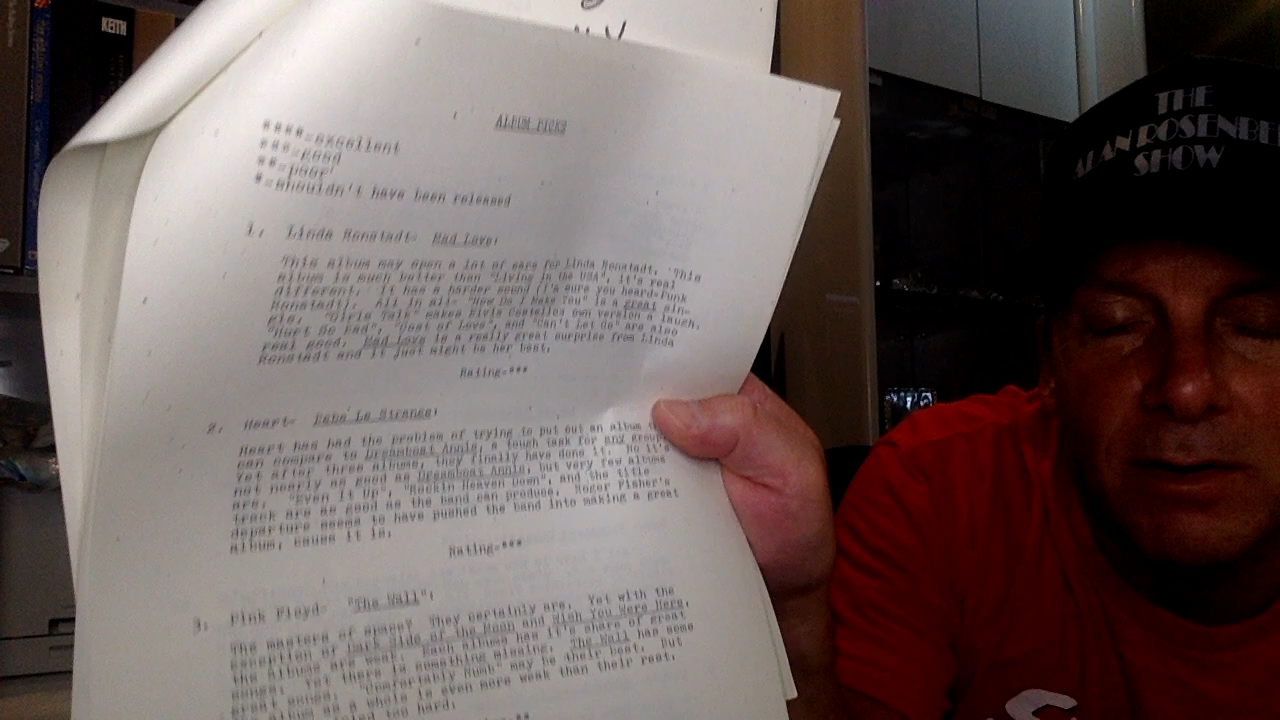 KEITH
THE
ALAN ROSENBE
SHOW
ALBUM PICKS
****=excellent
***=good
**=poor
*=shouldn't have been released
1. Linda Ronstadt- Mad Love:
This album may open a lot of ears for Linda Ronstadt. This
album is much better than "Living In the USA", it's real
different. It has a harder sound (I'm sure you heard-Punk
Ronstadt). All in all- "How Do I Make You" is a great sin-
gle. "Girls Talk" makes Elvis Costellos own version a laugh.
"Hurt So Bad", "Cost of Love", and "Can't Let Go" are also
real good. Mad Love is a really great surprise from Linda
Ronstadt and it just might be her best.
Rating-***
2. Heart- Bebe Le Strange:
Heart has had the problem of trying to put out an album
can compare to Dreamboat Annie, a tough task for any group.
Yet after three albums, they finally have done it. No it's
not nearly as good as Dreamboat Annie, but very few albums
are. "Even It Up", "Rockin Heaven Down", and the title
track are as good as the band can produce. Roger Fisher's
departure seems to have pushed the band into making a great
album, cause it is.
Rating-***
3. Pink Floyd- "The Wall":
The masters of space? They certainly are. Yet with the
exception of Dark Side of the Moon and Wish You Were Here,
the albums are weak. Each albums has it's share of great
songs. Yet there is something missing. The Wall has some
great songs. "Comfortably Numb" may be their best. But
album as a whole is even more weak than their rest.
too hard.